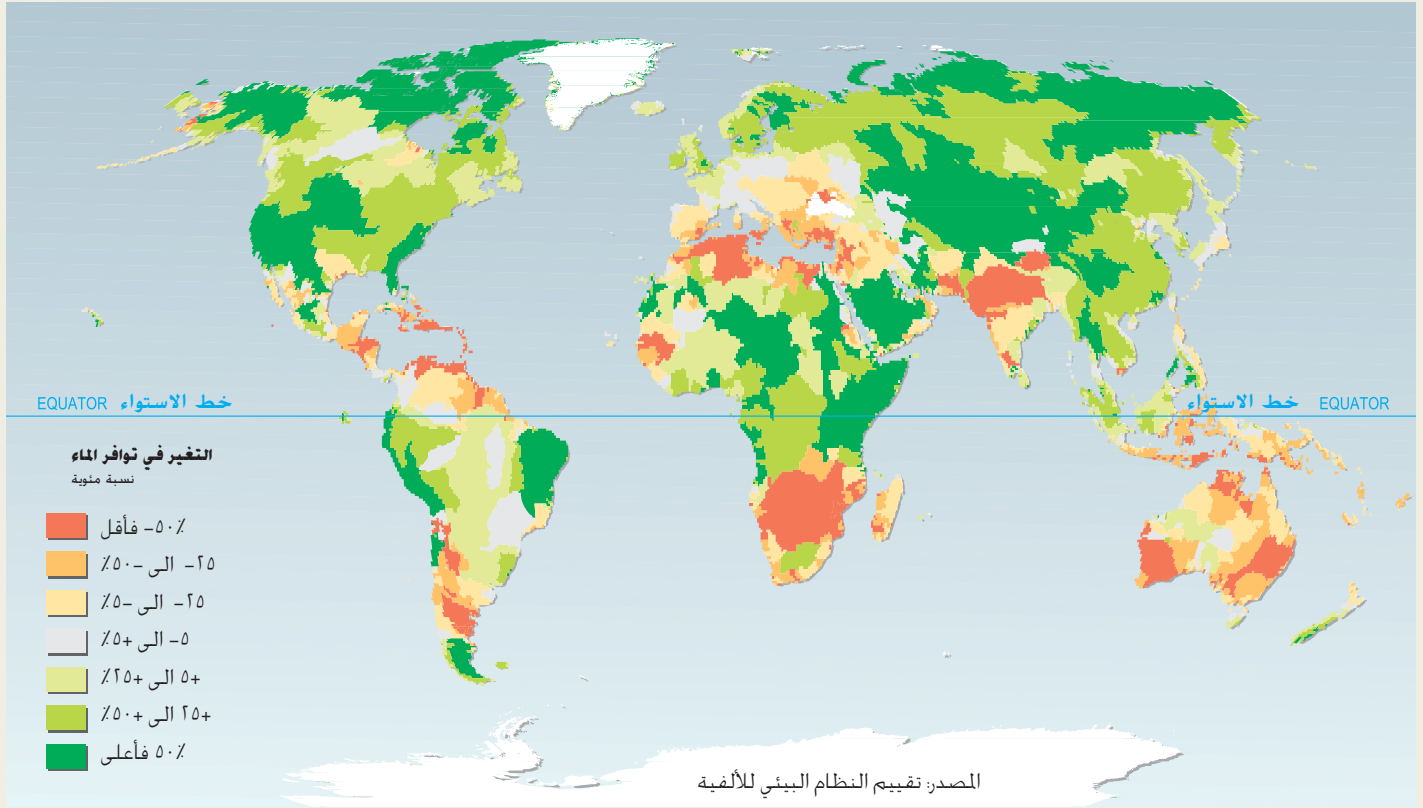 EQUATOR خط الاستواء
خط الاستواء EQUATOR
التغير في توافر الماء
نسبة مئوية
٥٠٪- فأقل
٢٥- الى -٥٠٪
٢٥- الى -٥٪
٥- الى +٥٪
+٥ الى +٢٥٪
+٢٥ الى +٥٠٪
٥٠٪ فأعلى
المصدر: تقييم النظام البيئي للألفية